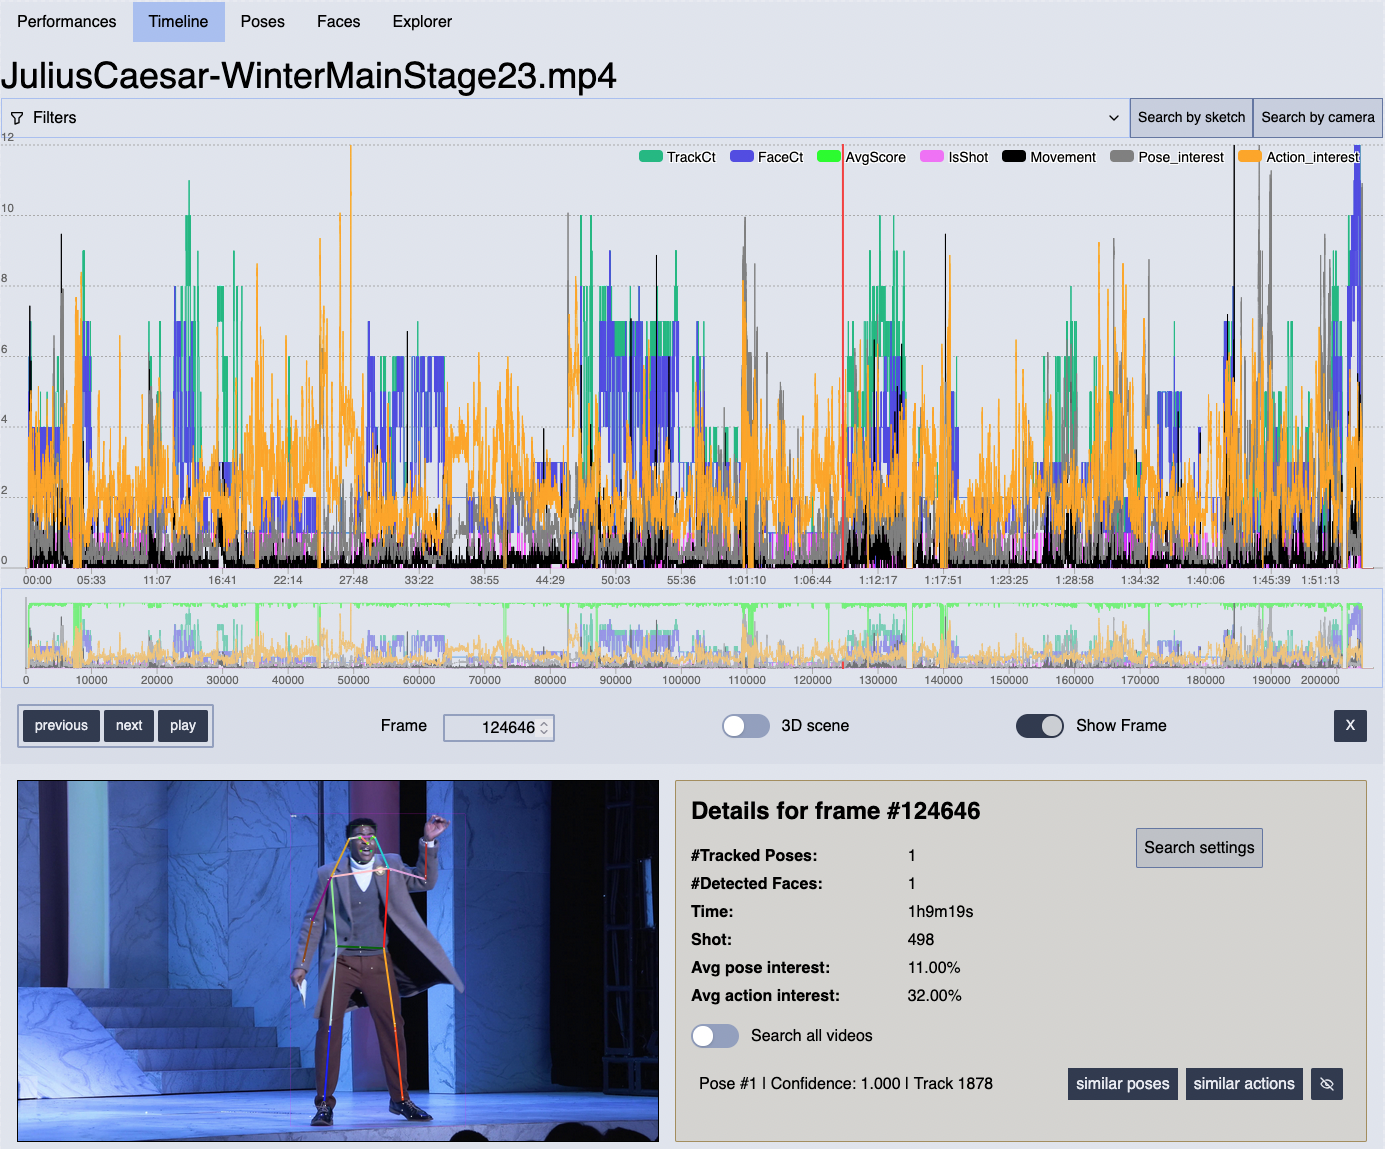 Performances Timeline Poses Faces Explorer
JuliusCaesar-WinterMainStage23.mp4
Filters Search by sketch Search by camera
12
TrackCt FaceCt AvgScore IsShot Movement Pose_interest Action_interest
10
8
6
4
2
0
00:00 05:33 11:07 16:41 22:14 27:48 33:22 38:55 44:29 50:03 55:36 1:01:10 1:06:44 1:12:17 1:17:51 1:23:25 1:28:58 1:34:32 1:40:06 1:45:39 1:51:13
0 10000 20000 30000 40000 50000 60000 70000 80000 90000 100000 110000 120000 130000 140000 150000 160000 170000 180000 190000 200000
previous next play Frame 124646 3D scene Show Frame X
Details for frame #124646
Search settings
#Tracked Poses: 1
#Detected Faces: 1
Time: 1h9m19s
Shot: 498
Avg pose interest: 11.00%
Avg action interest: 32.00%
Search all videos
Pose #1 | Confidence: 1.000 | Track 1878 similar poses similar actions